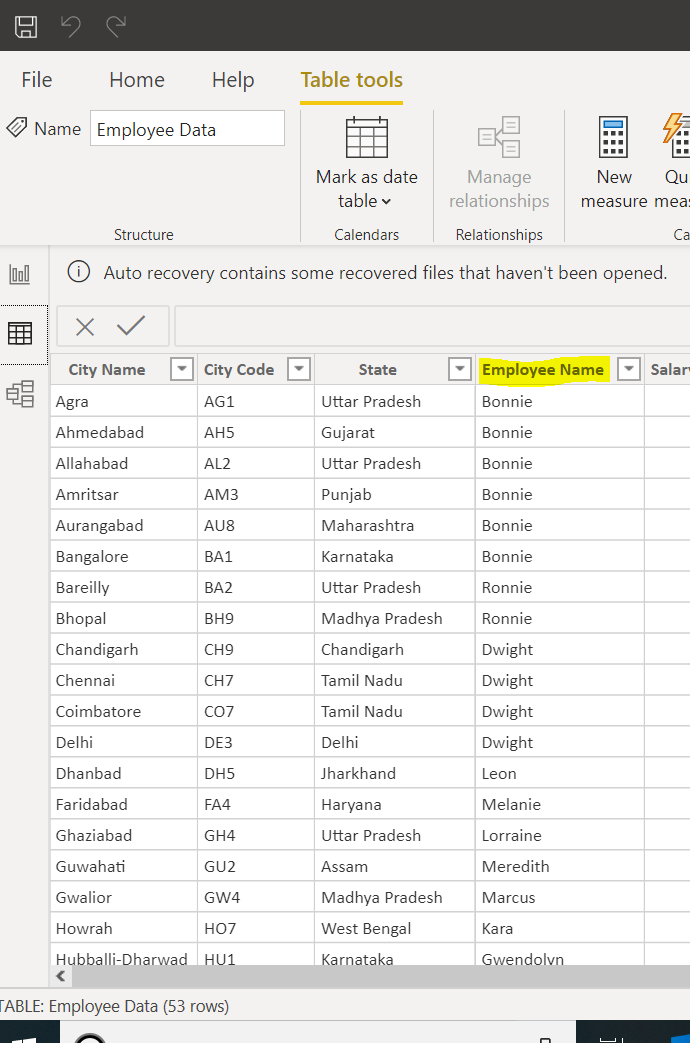 File Home Help Table tools
Name Employee Data
Mark as date table
Manage relationships
New measure
Structure Calendars Relationships
Auto recovery contains some recovered files that haven't been opened.
City Name City Code State Employee Name
Agra AG1 Uttar Pradesh Bonnie
Ahmedabad AH5 Gujarat Bonnie
Allahabad AL2 Uttar Pradesh Bonnie
Amritsar AM3 Punjab Bonnie
Aurangabad AU8 Maharashtra Bonnie
Bangalore BA1 Karnataka Bonnie
Bareilly BA2 Uttar Pradesh Ronnie
Bhopal BH9 Madhya Pradesh Ronnie
Chandigarh CH9 Chandigarh Dwight
Chennai CH7 Tamil Nadu Dwight
Coimbatore CO7 Tamil Nadu Dwight
Delhi DE3 Delhi Dwight
Dhanbad DH5 Jharkhand Leon
Faridabad FA4 Haryana Melanie
Ghaziabad GH4 Uttar Pradesh Lorraine
Guwahati GU2 Assam Meredith
Gwalior GW4 Madhya Pradesh Marcus
Howrah HO7 West Bengal Kara
Hubballi-Dharwad HU1 Karnataka Gwendolyn
TABLE: Employee Data (53 rows)